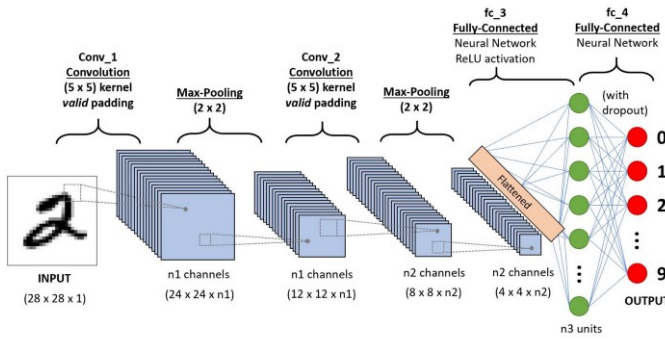 Conv_1
Convolution
(5 x 5) kernel
valid padding
Max-Pooling
(2 x 2)
Conv_2
Convolution
(5 x 5) kernel
valid padding
Max-Pooling
(2 x 2)
fc_3
Fully-Connected
Neural Network
ReLU activation
fc_4
Fully-Connected
Neural Network
(with
dropout)
Flattened
0
1
2
...
9
OUTPUT
2
INPUT
(28 x 28 x 1)
n1 channels
(24 x 24 x n1)
n1 channels
(12 x 12 x n1)
n2 channels
(8 x 8 x n2)
n2 channels
(4 x 4 x n2)
...
n3 units